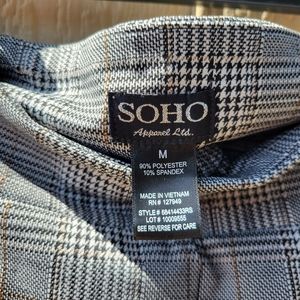 SOHO
Apparel Ltd.
M
90% POLYESTER
10% SPANDEX
MADE IN VIETNAM
RN # 127949
STYLE # 68414433RS
LOT # 10009555
SEE REVERSE FOR CARE